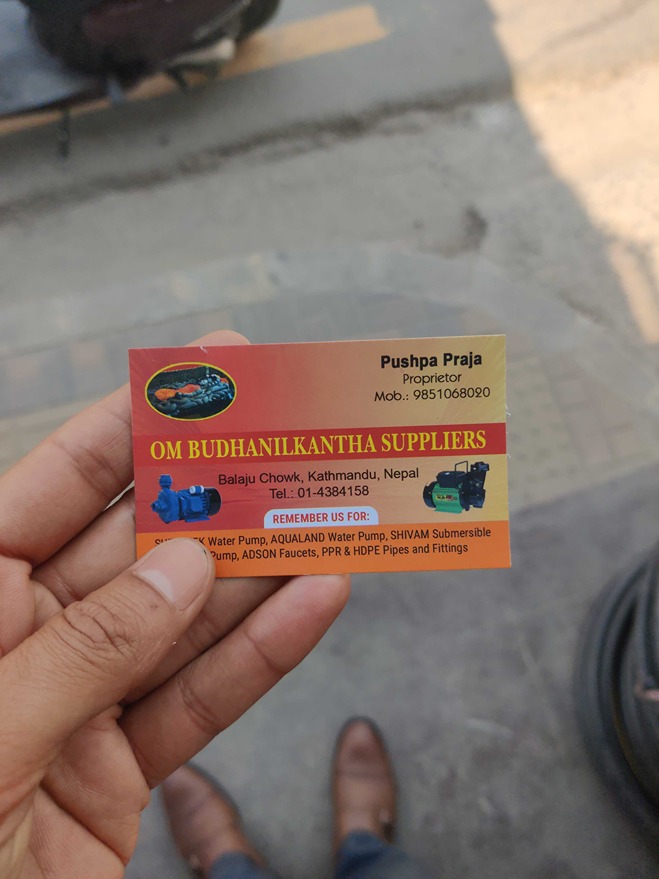 Pushpa Praja
Proprietor
Mob.: 9851068020
OM BUDHANILKANTHA SUPPLIERS
Balaju Chowk, Kathmandu, Nepal
Tel.: 01-4384158
REMEMBER US FOR:
Water Pump, AQUALAND Water Pump, SHIVAM Submersible
Pump, ADSON Faucets, PPR & HDPE Pipes and Fittings